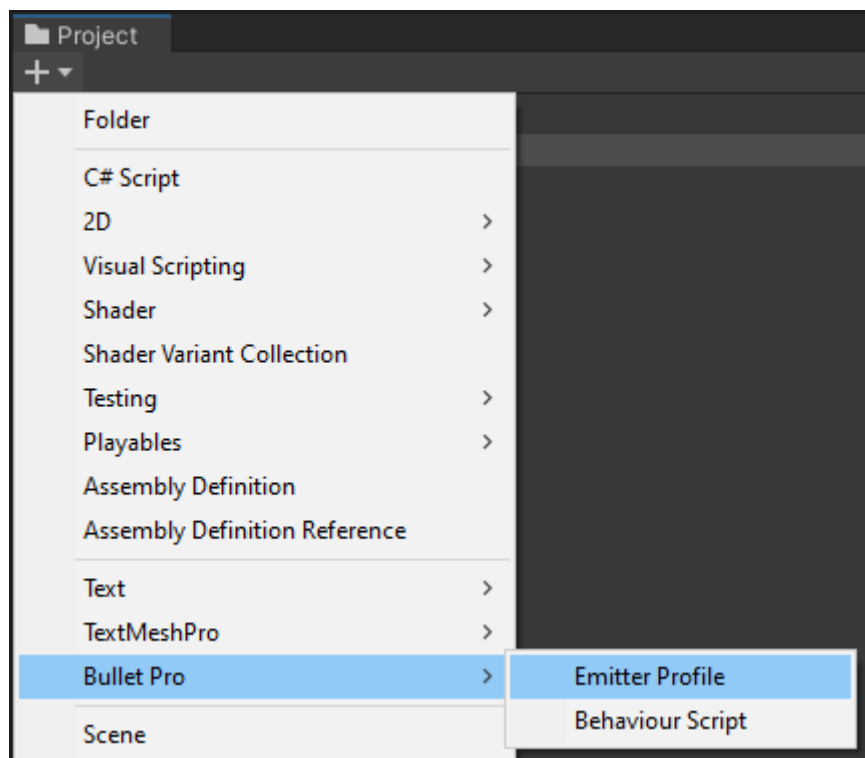 Project
Folder
C# Script
2D
Visual Scripting
Shader
Shader Variant Collection
Testing
Playables
Assembly Definition
Assembly Definition Reference
Text
TextMeshPro
Bullet Pro
Emitter Profile
Behaviour Script
Scene